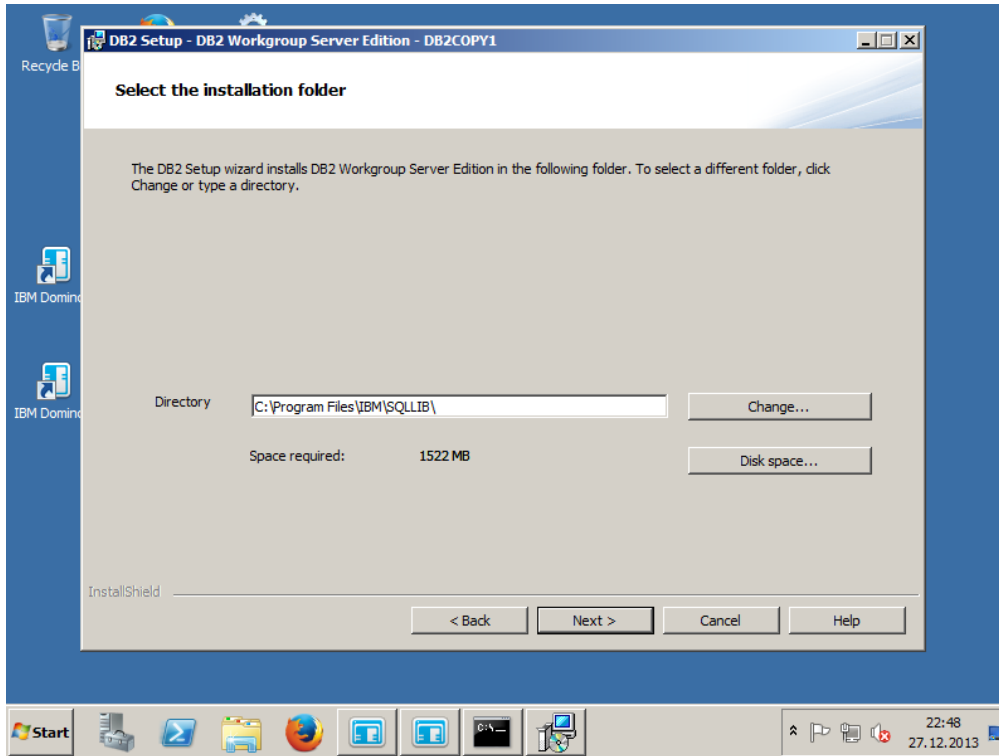 Recycle B
DB2 Setup - DB2 Workgroup Server Edition - DB2COPY1
Select the installation folder
The DB2 Setup wizard installs DB2 Workgroup Server Edition in the following folder. To select a different folder, click
Change or type a directory.
IBM Domino
IBM Domino
Directory
C:\Program Files\IBM\SQLLIB\
Change...
Space required:
1522 MB
Disk space...
InstallShield
< Back
Next >
Cancel
Help
Start
C:\_
22:48
27.12.2013